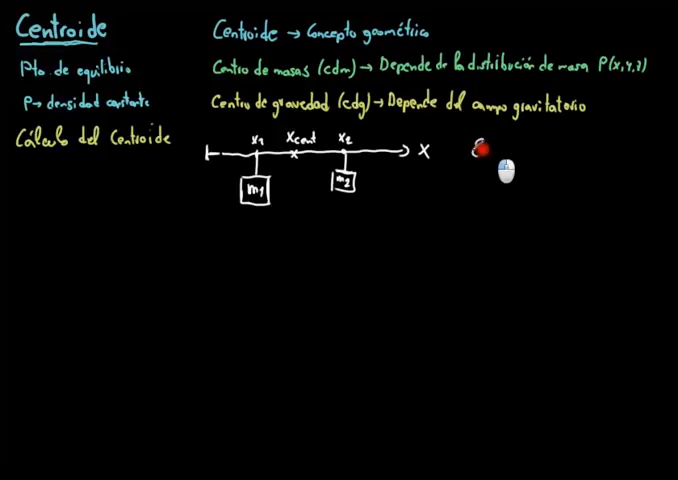 Centroide
Centroide → Concepto geométrico
Pto. de equilibrio
Centro de masas (cdm) → Depende de la distribución de masa ρ(x,y,z)
ρ → densidad constante
Centro de gravedad (cdg) → Depende del campo gravitatorio
Cálculo del Centroide
x1 xcent x2
X
m1 m2